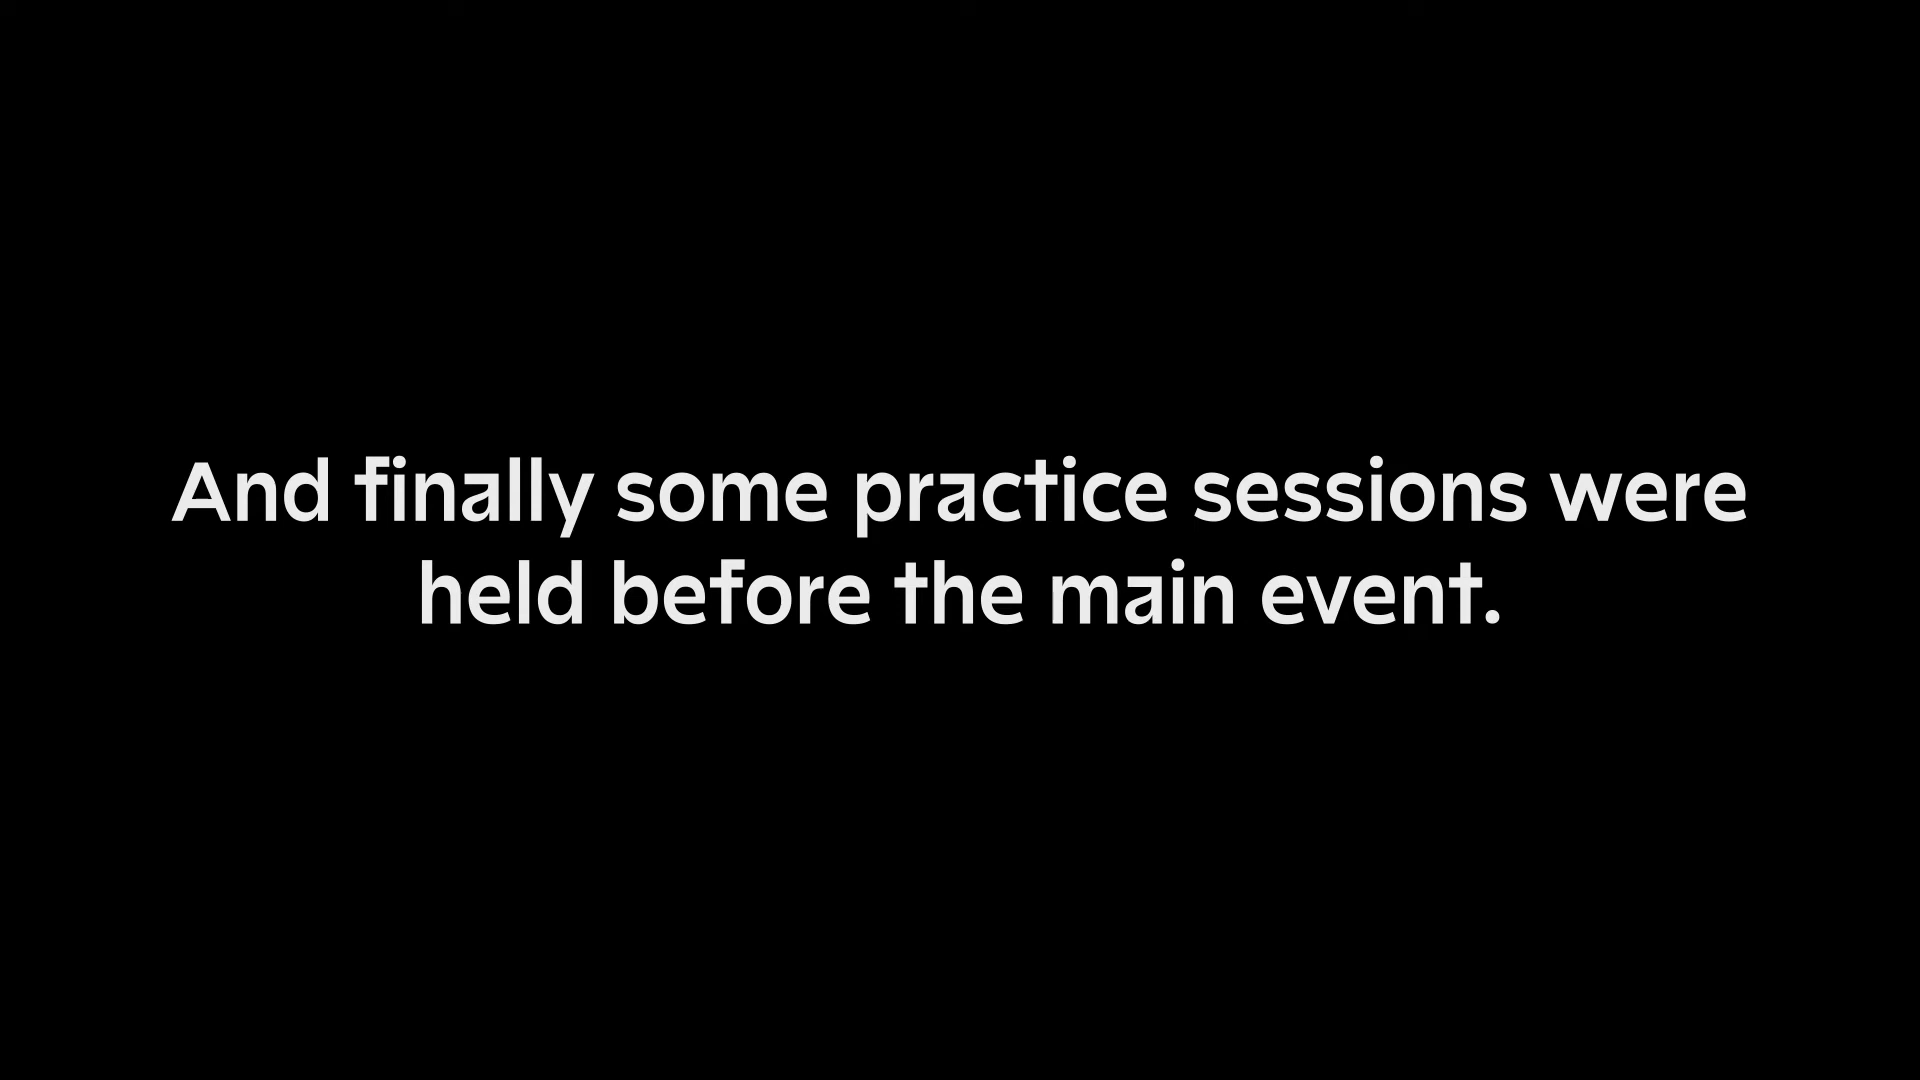 And finally some practice sessions were
held before the main event.